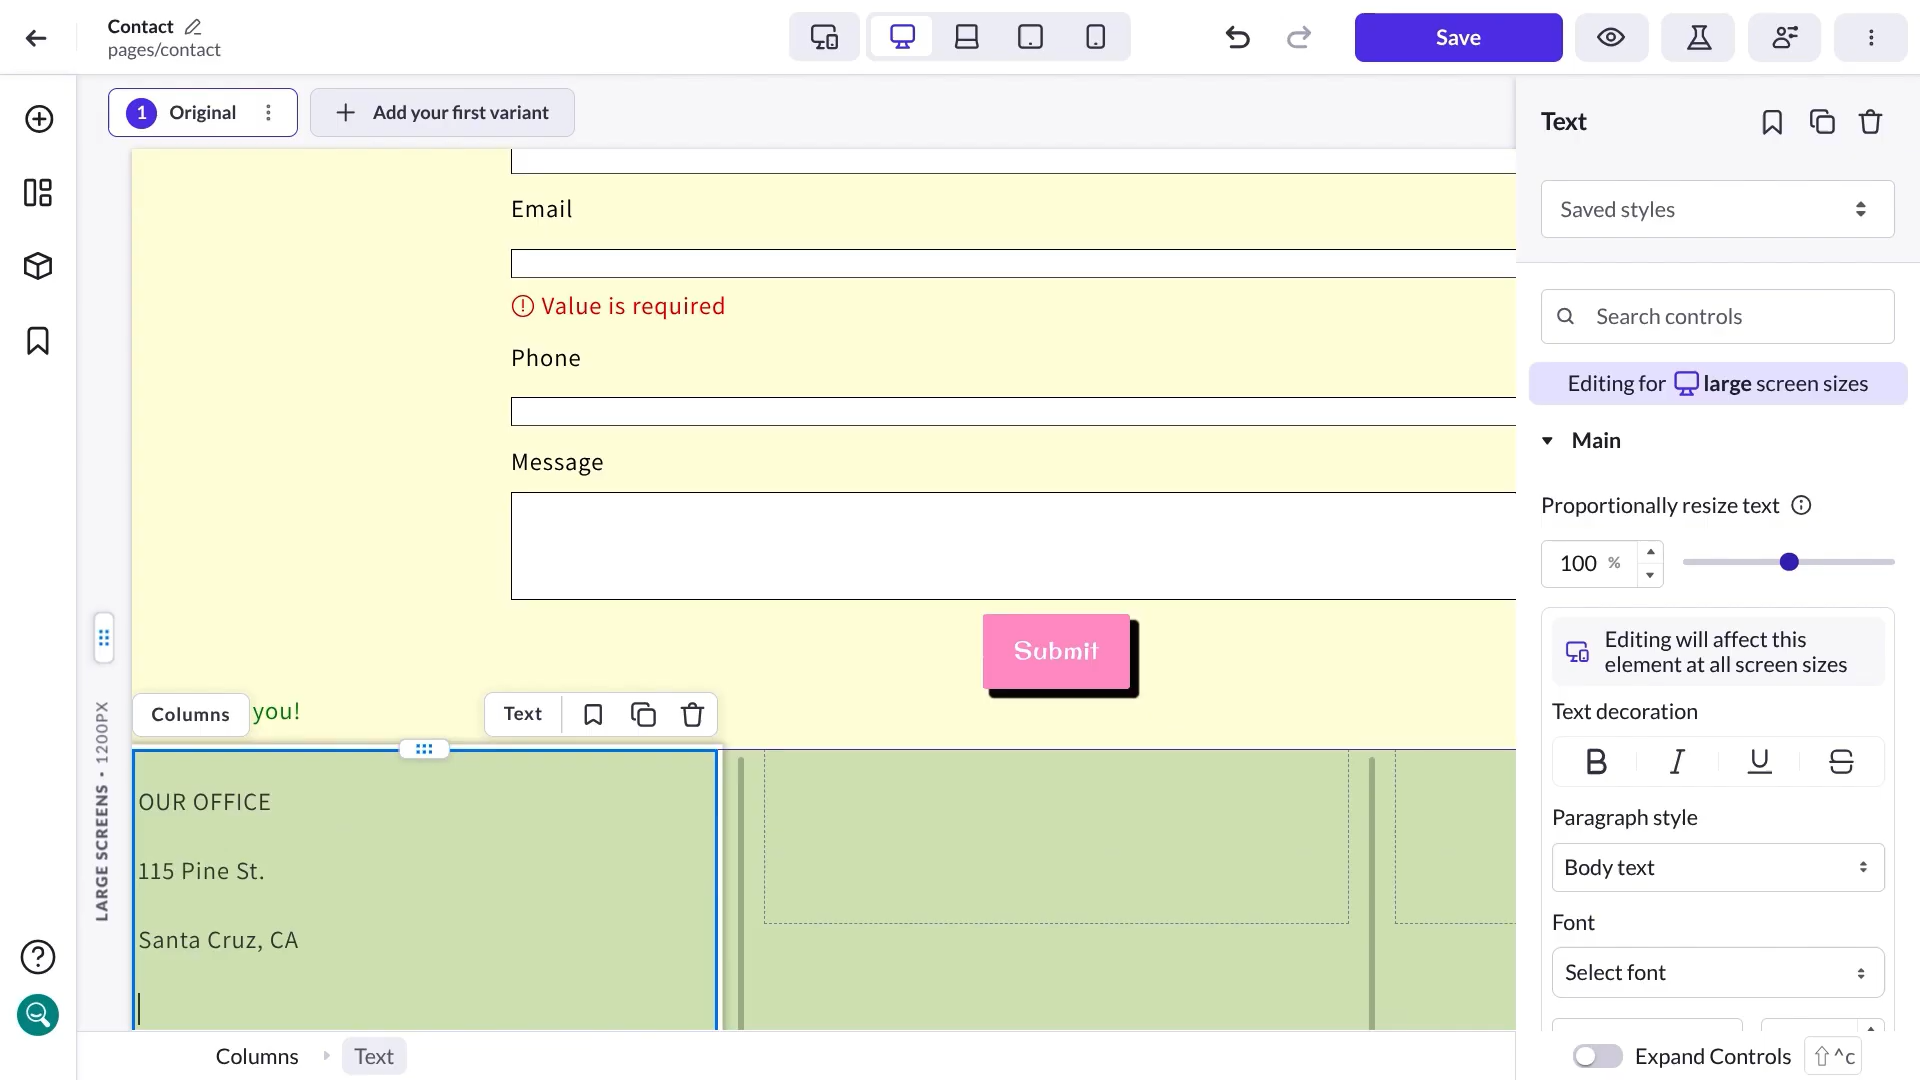 Contact
pages/contact
Save
1 Original
Add your first variant
Text
Saved styles
Search controls
Editing for large screen sizes
Main
Proportionally resize text
100 %
Editing will affect this
element at all screen sizes
Text decoration
B I U S
Paragraph style
Body text
Font
Select font
Expand Controls
⇧^c
Email
Value is required
Phone
Message
Submit
Columns
you!
Text
OUR OFFICE
115 Pine St.
Santa Cruz, CA
LARGE SCREENS • 1200PX
Columns
Text